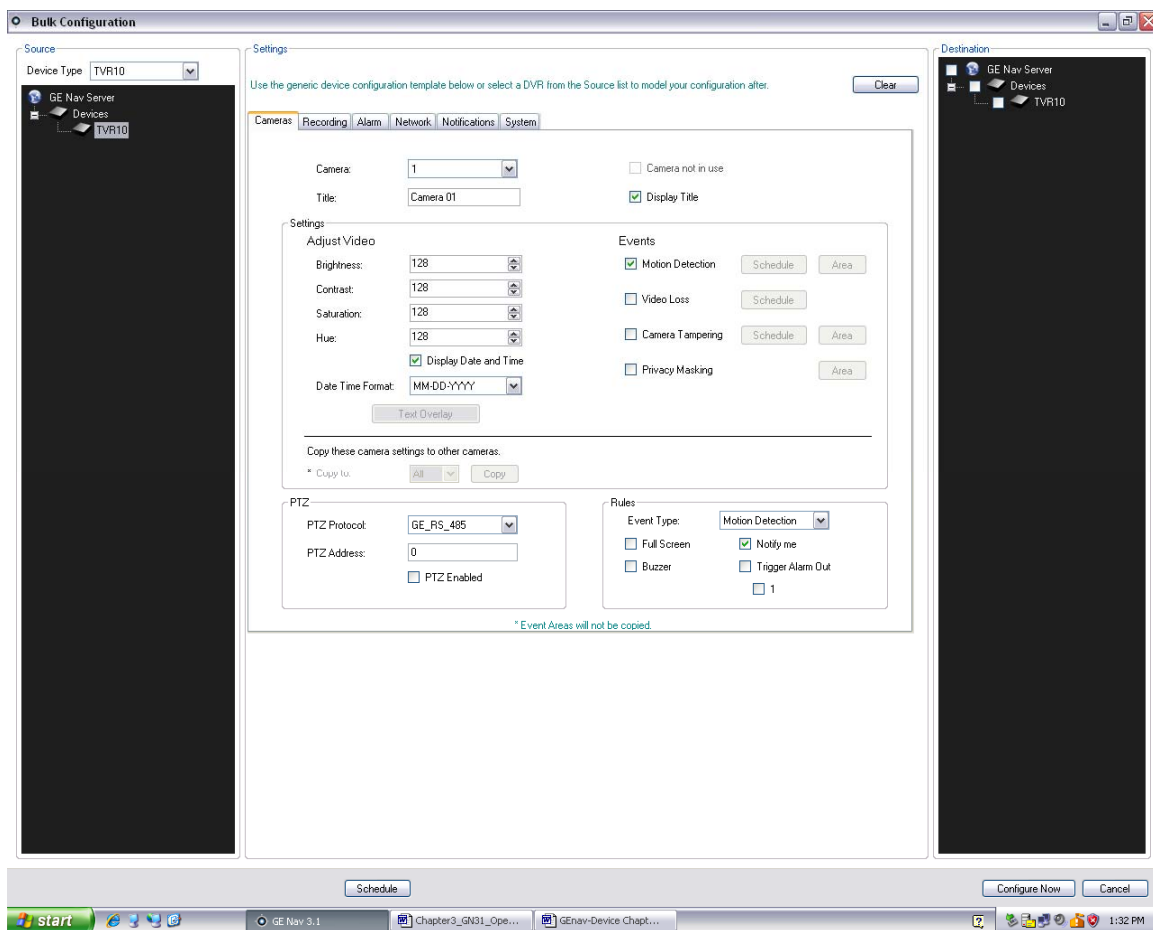 Bulk Configuration
Source
Device Type TVR10
GE Nav Server
Devices
TVR10
Settings
Use the generic device configuration template below or select a DVR from the Source list to model your configuration after.
Clear
Cameras Recording Alarm Network Notifications System
Camera: 1
Camera not in use
Title: Camera 01
Display Title
Settings
Adjust Video
Brightness: 128
Contrast: 128
Saturation: 128
Hue: 128
Display Date and Time
Date Time Format: MM-DD-YYYY
Text Overlay
Events
Motion Detection Schedule Area
Video Loss Schedule
Camera Tampering Schedule Area
Privacy Masking Area
Copy these camera settings to other cameras.
* Copy to: All Copy
PTZ
PTZ Protocol: GE_RS_485
PTZ Address: 0
PTZ Enabled
Rules
Event Type: Motion Detection
Full Screen Notify me
Buzzer Trigger Alarm Out
1
* Event Areas will not be copied.
Destination
GE Nav Server
Devices
TVR10
Schedule
Configure Now Cancel
start
GE Nav 3.1
Chapter3_GN31_Ope...
GEnav-Device Chapt...
1:32 PM